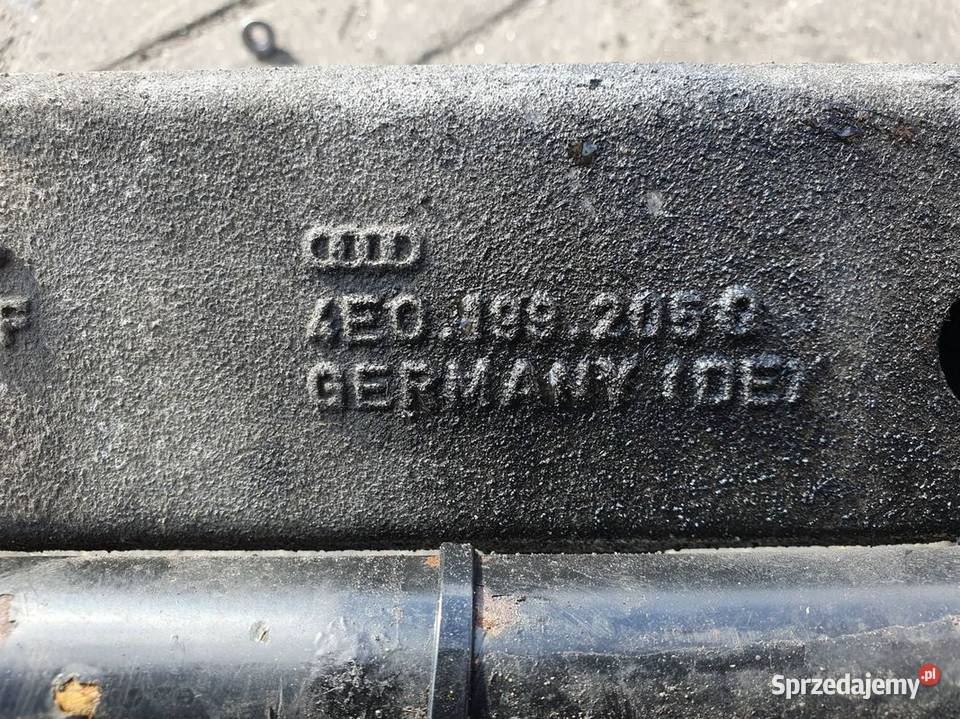 4E0.199.205
GERMANY (DE)
Sprzedajemy.pl